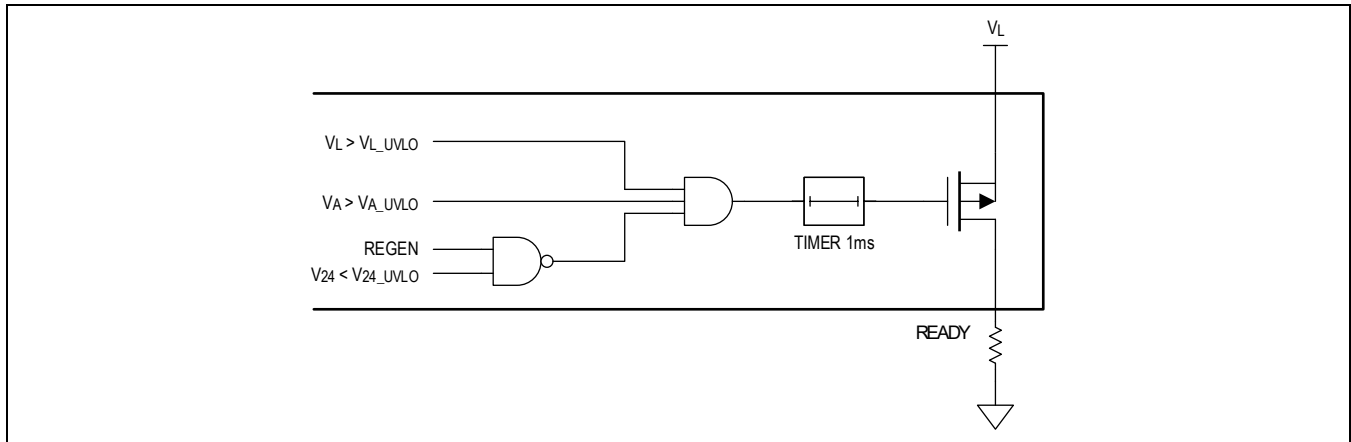 VL
VL > VL_UVLO
VA > VA_UVLO
TIMER 1ms
REGEN
V24 < V24_UVLO
READY